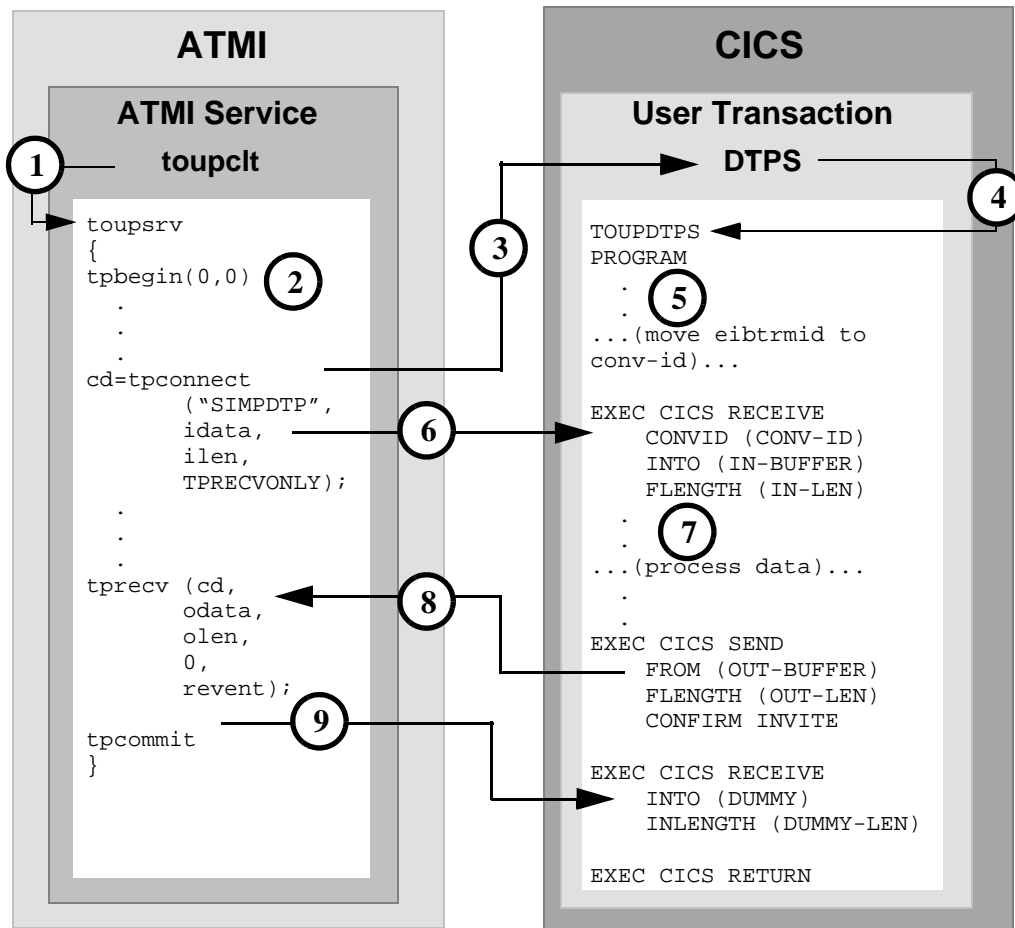 ATMI
ATMI Service
toupclt
1
toupsrv
{
tpbegin(0,0)
2
.
.
.
cd=tpconnect
(“SIMPDTP”,
idata,
ilen,
TPRECVONLY);
.
.
.
tprecv (cd,
odata,
olen,
0,
revent);
tpcommit
}
3
6
8
9
CICS
User Transaction
DTPS
4
TOUPDTPS
PROGRAM
.
.
5
...(move eibtrmid to
conv-id)...
EXEC CICS RECEIVE
CONVID (CONV-ID)
INTO (IN-BUFFER)
FLENGTH (IN-LEN)
.
.
7
...(process data)...
.
.
EXEC CICS SEND
FROM (OUT-BUFFER)
FLENGTH (OUT-LEN)
CONFIRM INVITE
EXEC CICS RECEIVE
INTO (DUMMY)
INLENGTH (DUMMY-LEN)
EXEC CICS RETURN